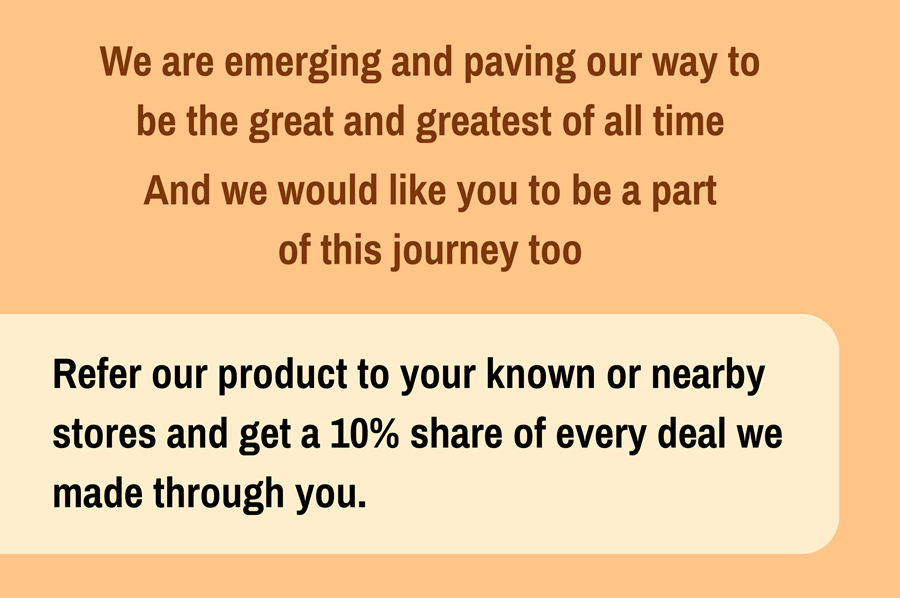 We are emerging and paving our way to
be the great and greatest of all time
And we would like you to be a part
of this journey too
Refer our product to your known or nearby
stores and get a 10% share of every deal we
made through you.